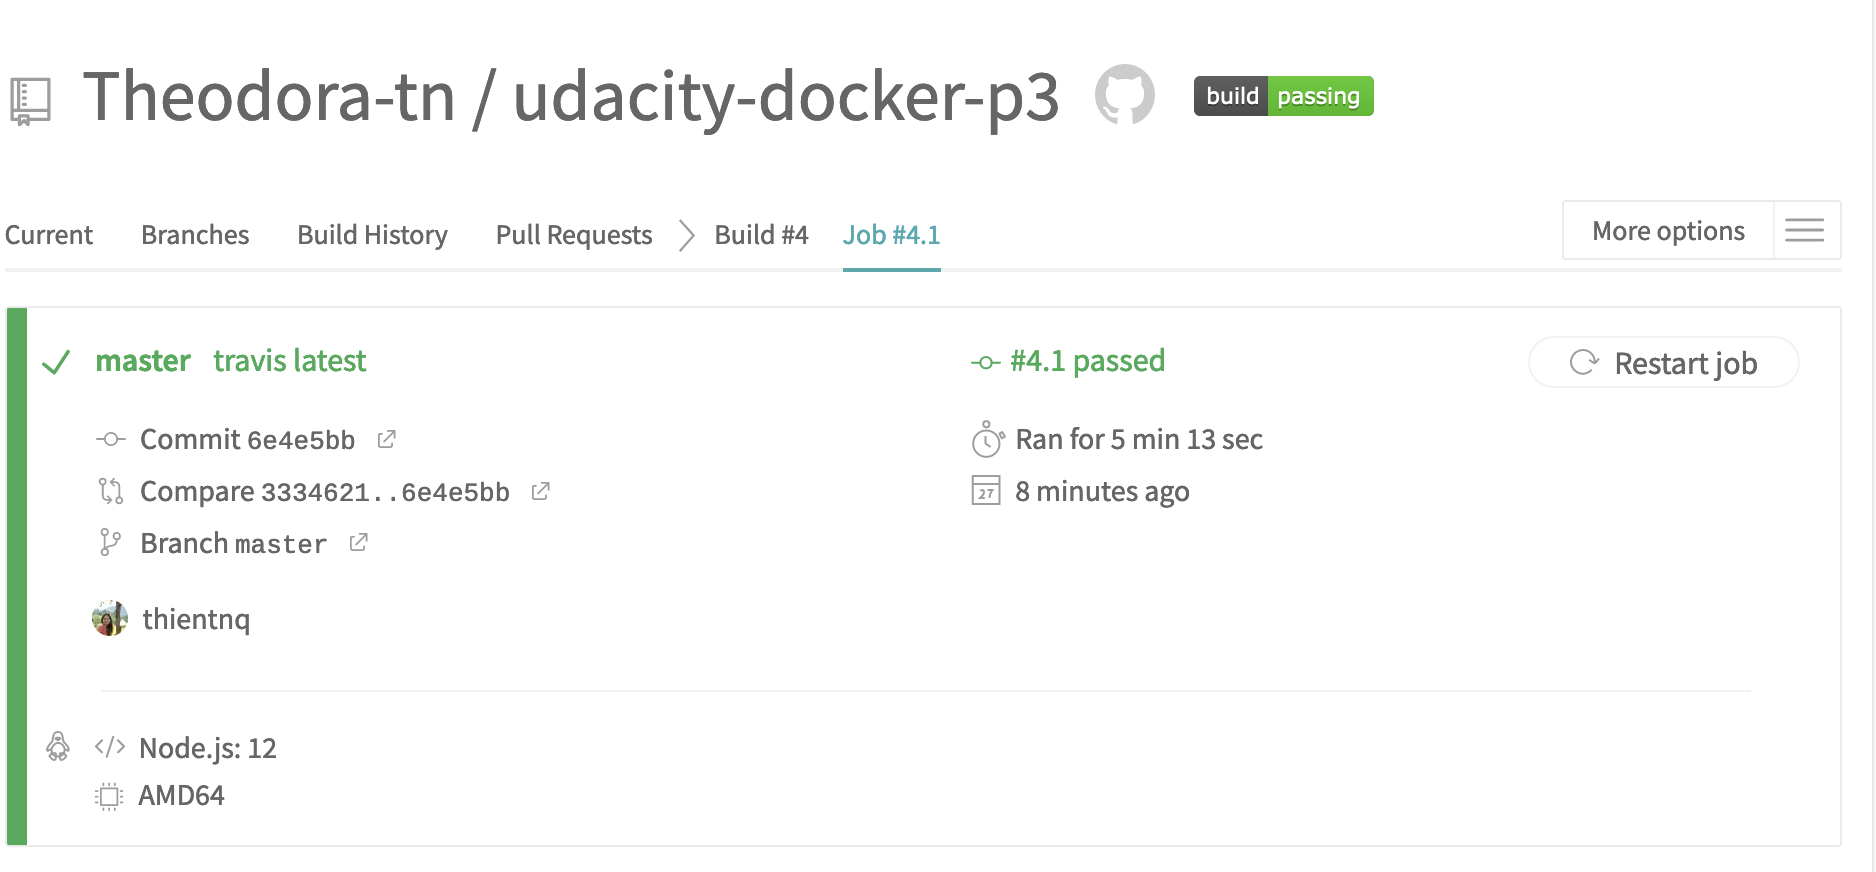 Theodora-tn / udacity-docker-p3 build passing
Current Branches Build History Pull Requests Build #4 Job #4.1 More options
master travis latest
#4.1 passed
Restart job
Commit 6e4e5bb
Ran for 5 min 13 sec
Compare 3334621..6e4e5bb
27 8 minutes ago
Branch master
thientnq
</> Node.js: 12
AMD64